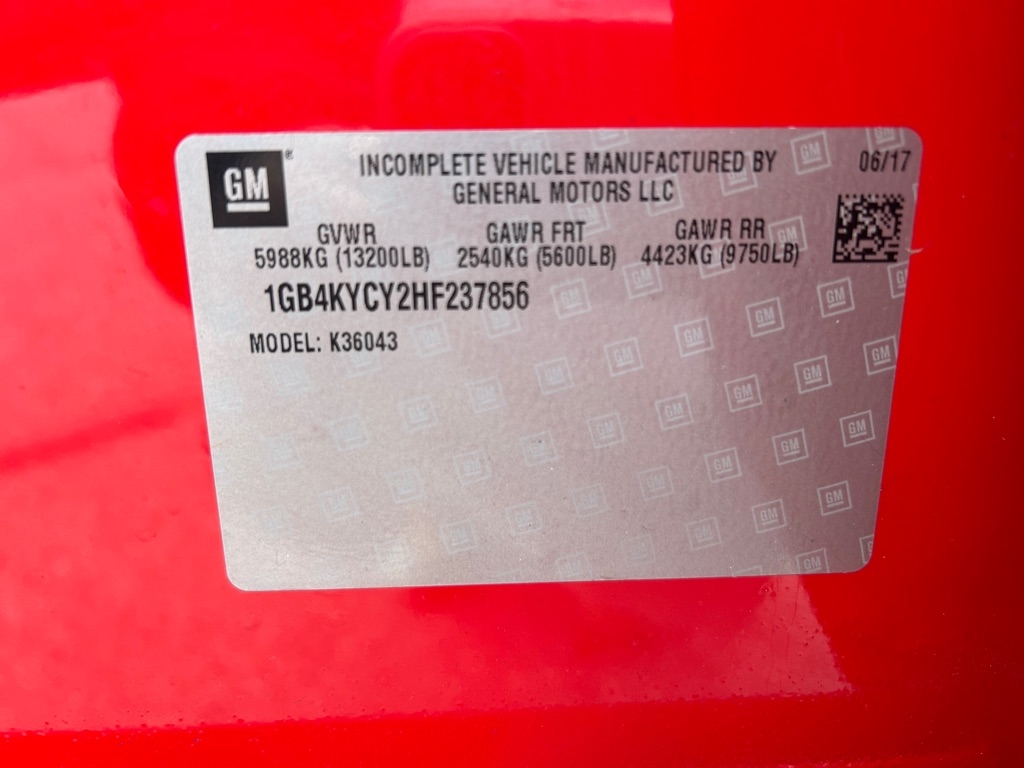 GM
INCOMPLETE VEHICLE MANUFACTURED BY
GENERAL MOTORS LLC
06/17
GVWR
5988KG (13200LB)
GAWR FRT
2540KG (5600LB)
GAWR RR
4423KG (9750LB)
1GB4KYCY2HF237856
MODEL: K36043